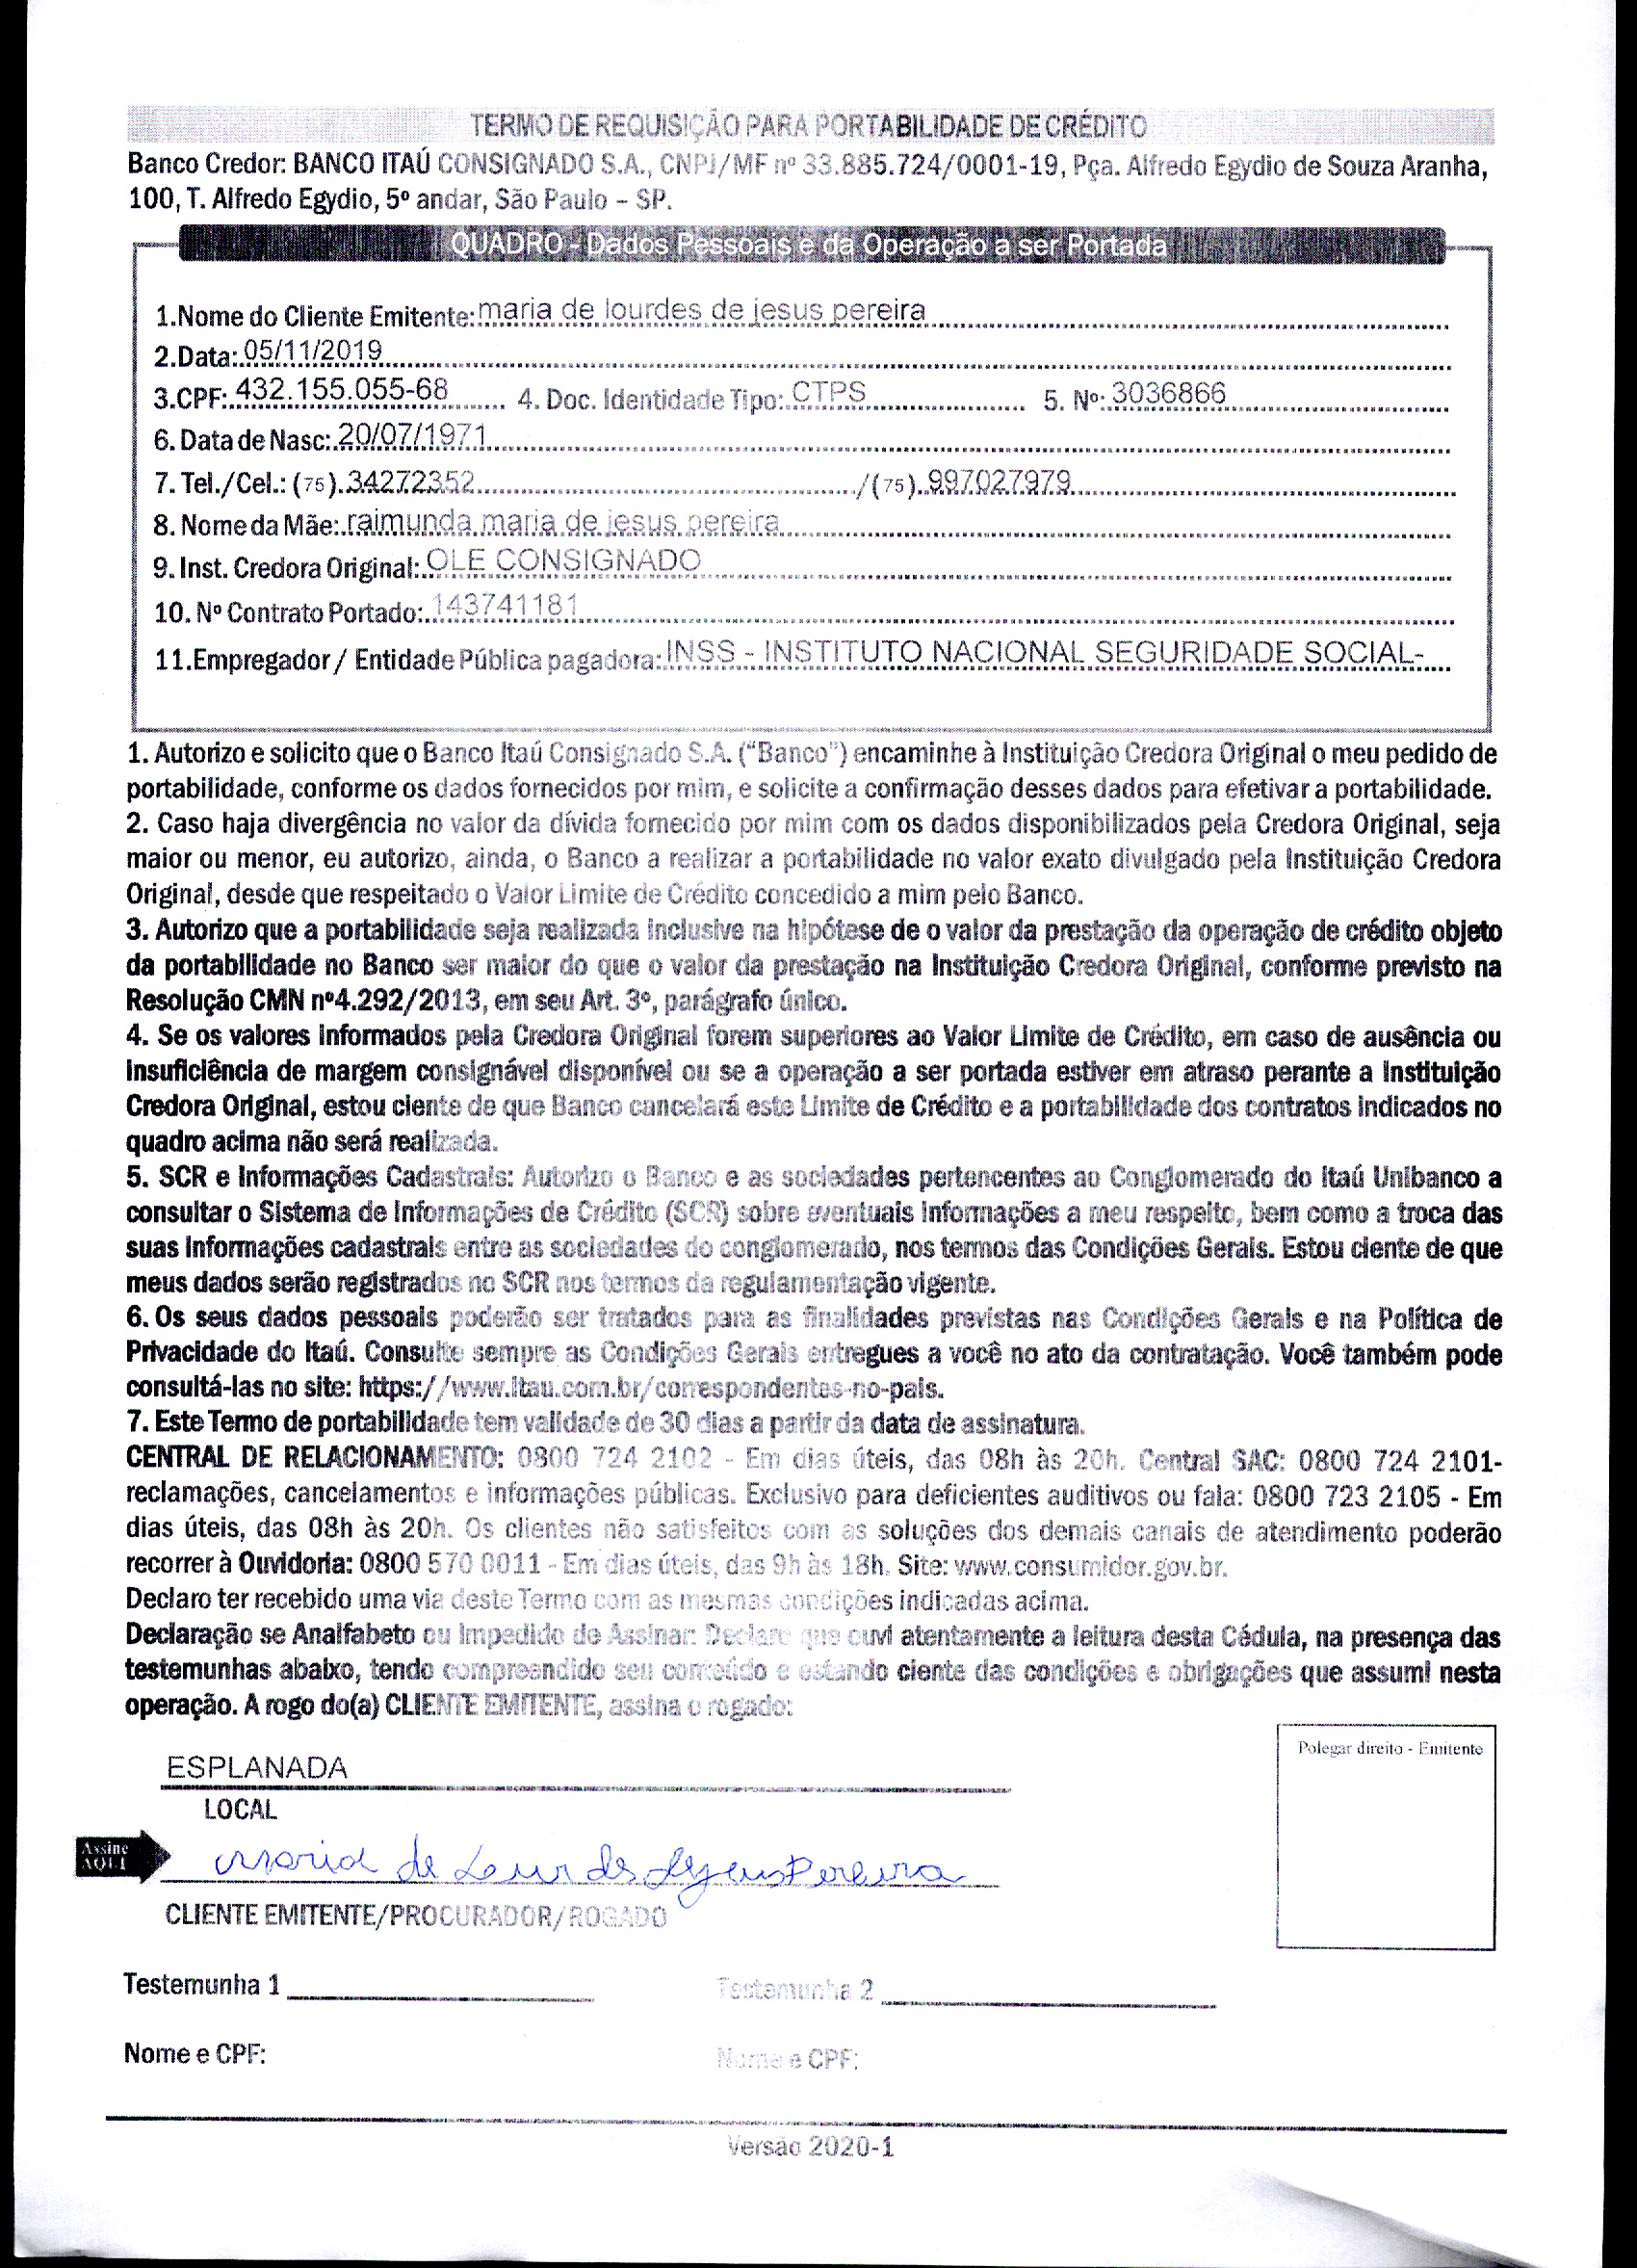 TERMO DE REQUISIÇÃO PARA PORTABILIDADE DE CRÉDITO
Banco Credor: BANCO ITAÚ CONSIGNADO S.A., CNPJ/MF nº 33.885.724/0001-19, Pça. Alfredo Egydio de Souza Aranha,
100, T. Alfredo Egydio, 5º andar, São Paulo – SP.
QUADRO - Dados Pessoais e da Operação a ser Portada
1.Nome do Cliente Emitente: maria de lourdes de jesus pereira
2.Data: 05/11/2019
3.CPF: 432.155.055-68 4. Doc. Identidade Tipo: CTPS 5. Nº: 3036866
6. Data de Nasc: 20/07/1971
7. Tel./Cel.: (75) 34272352 /(75) 997027979
8. Nome da Mãe: raimunda maria de jesus pereira
9. Inst. Credora Original: OLE CONSIGNADO
10. Nº Contrato Portado: 143741181
11.Empregador / Entidade Pública pagadora: INSS - INSTITUTO NACIONAL SEGURIDADE SOCIAL-
1. Autorizo e solicito que o Banco Itaú Consignado S.A. (“Banco”) encaminhe à Instituição Credora Original o meu pedido de
portabilidade, conforme os dados fornecidos por mim, e solicite a confirmação desses dados para efetivar a portabilidade.
2. Caso haja divergência no valor da dívida fornecido por mim com os dados disponibilizados pela Credora Original, seja
maior ou menor, eu autorizo, ainda, o Banco a realizar a portabilidade no valor exato divulgado pela Instituição Credora
Original, desde que respeitado o Valor Limite de Crédito concedido a mim pelo Banco.
3. Autorizo que a portabilidade seja realizada inclusive na hipótese de o valor da prestação da operação de crédito objeto
da portabilidade no Banco ser maior do que o valor da prestação na Instituição Credora Original, conforme previsto na
Resolução CMN nº4.292/2013, em seu Art. 3º, parágrafo único.
4. Se os valores informados pela Credora Original forem superiores ao Valor Limite de Crédito, em caso de ausência ou
insuficiência de margem consignável disponível ou se a operação a ser portada estiver em atraso perante a Instituição
Credora Original, estou ciente de que Banco cancelará este Limite de Crédito e a portabilidade dos contratos indicados no
quadro acima não será realizada.
5. SCR e Informações Cadastrais: Autorizo o Banco e as sociedades pertencentes ao Conglomerado do Itaú Unibanco a
consultar o Sistema de Informações de Crédito (SCR) sobre eventuais informações a meu respeito, bem como a troca das
suas informações cadastrais entre as sociedades do conglomerado, nos termos das Condições Gerais. Estou ciente de que
meus dados serão registrados no SCR nos termos da regulamentação vigente.
6. Os seus dados pessoais poderão ser tratados para as finalidades previstas nas Condições Gerais e na Política de
Privacidade do Itaú. Consulte sempre as Condições Gerais entregues a você no ato da contratação. Você também pode
consultá-las no site: https://www.itau.com.br/correspondentes-no-pais.
7. Este Termo de portabilidade tem validade de 30 dias a partir da data de assinatura.
CENTRAL DE RELACIONAMENTO: 0800 724 2102 - Em dias úteis, das 08h às 20h. Central SAC: 0800 724 2101-
reclamações, cancelamentos e informações públicas. Exclusivo para deficientes auditivos ou fala: 0800 723 2105 - Em
dias úteis, das 08h às 20h. Os clientes não satisfeitos com as soluções dos demais canais de atendimento poderão
recorrer à Ouvidoria: 0800 570 0011 - Em dias úteis, das 9h às 18h. Site: www.consumidor.gov.br.
Declaro ter recebido uma via deste Termo com as mesmas condições indicadas acima.
Declaração se Analfabeto ou Impedido de Assinar: Declaro que ouvi atentamente a leitura desta Cédula, na presença das
testemunhas abaixo, tendo compreendido seu conteúdo e estando ciente das condições e obrigações que assumi nesta
operação. A rogo do(a) CLIENTE EMITENTE, assina o rogado:
Polegar direito - Emitente
ESPLANADA
LOCAL
Assine
AQUI
Maria de Lourdes Jesus Pereira
CLIENTE EMITENTE/PROCURADOR/ROGADO
Testemunha 1 Testemunha 2
Nome e CPF: Nome e CPF:
Versão 2020-1